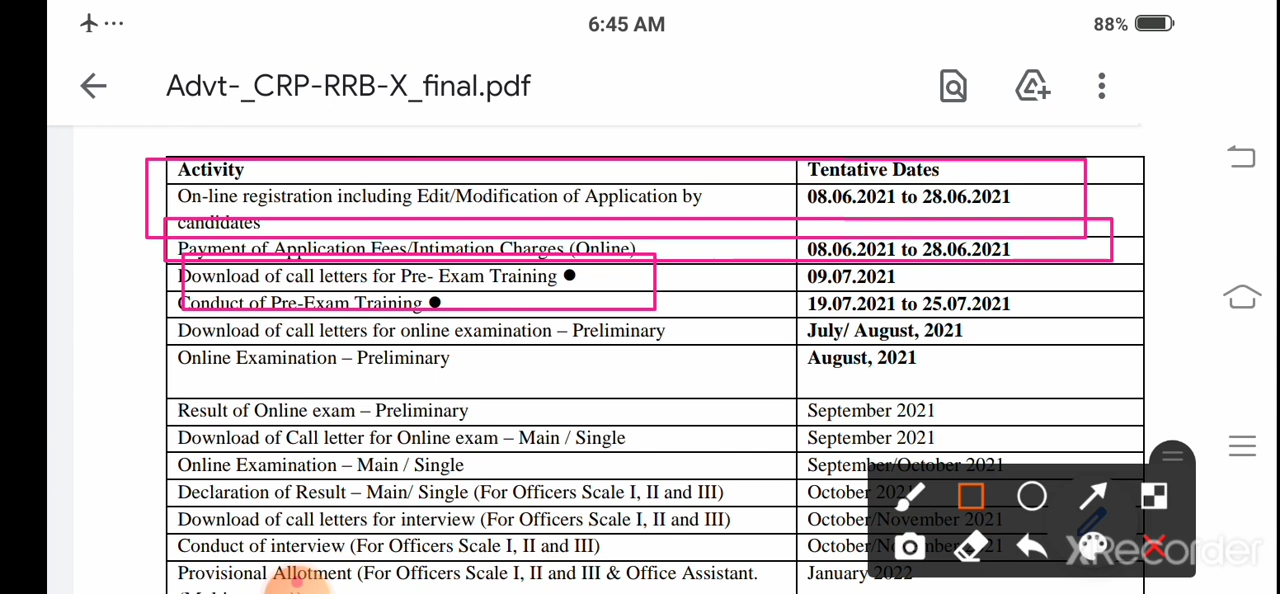 6:45 AM
88%
Advt-_CRP-RRB-X_final.pdf
Activity Tentative Dates
On-line registration including Edit/Modification of Application by 08.06.2021 to 28.06.2021
candidates
Payment of Application Fees/Intimation Charges (Online) 08.06.2021 to 28.06.2021
Download of call letters for Pre- Exam Training ● 09.07.2021
Conduct of Pre-Exam Training ● 19.07.2021 to 25.07.2021
Download of call letters for online examination – Preliminary July/ August, 2021
Online Examination – Preliminary August, 2021
Result of Online exam – Preliminary September 2021
Download of Call letter for Online exam – Main / Single September 2021
Online Examination – Main / Single September/October 2021
Declaration of Result – Main/ Single (For Officers Scale I, II and III) October 2021
Download of call letters for interview (For Officers Scale I, II and III) October/November 2021
Conduct of interview (For Officers Scale I, II and III) October/November 2021
Provisional Allotment (For Officers Scale I, II and III & Office Assistant. January 2022
XRecorder